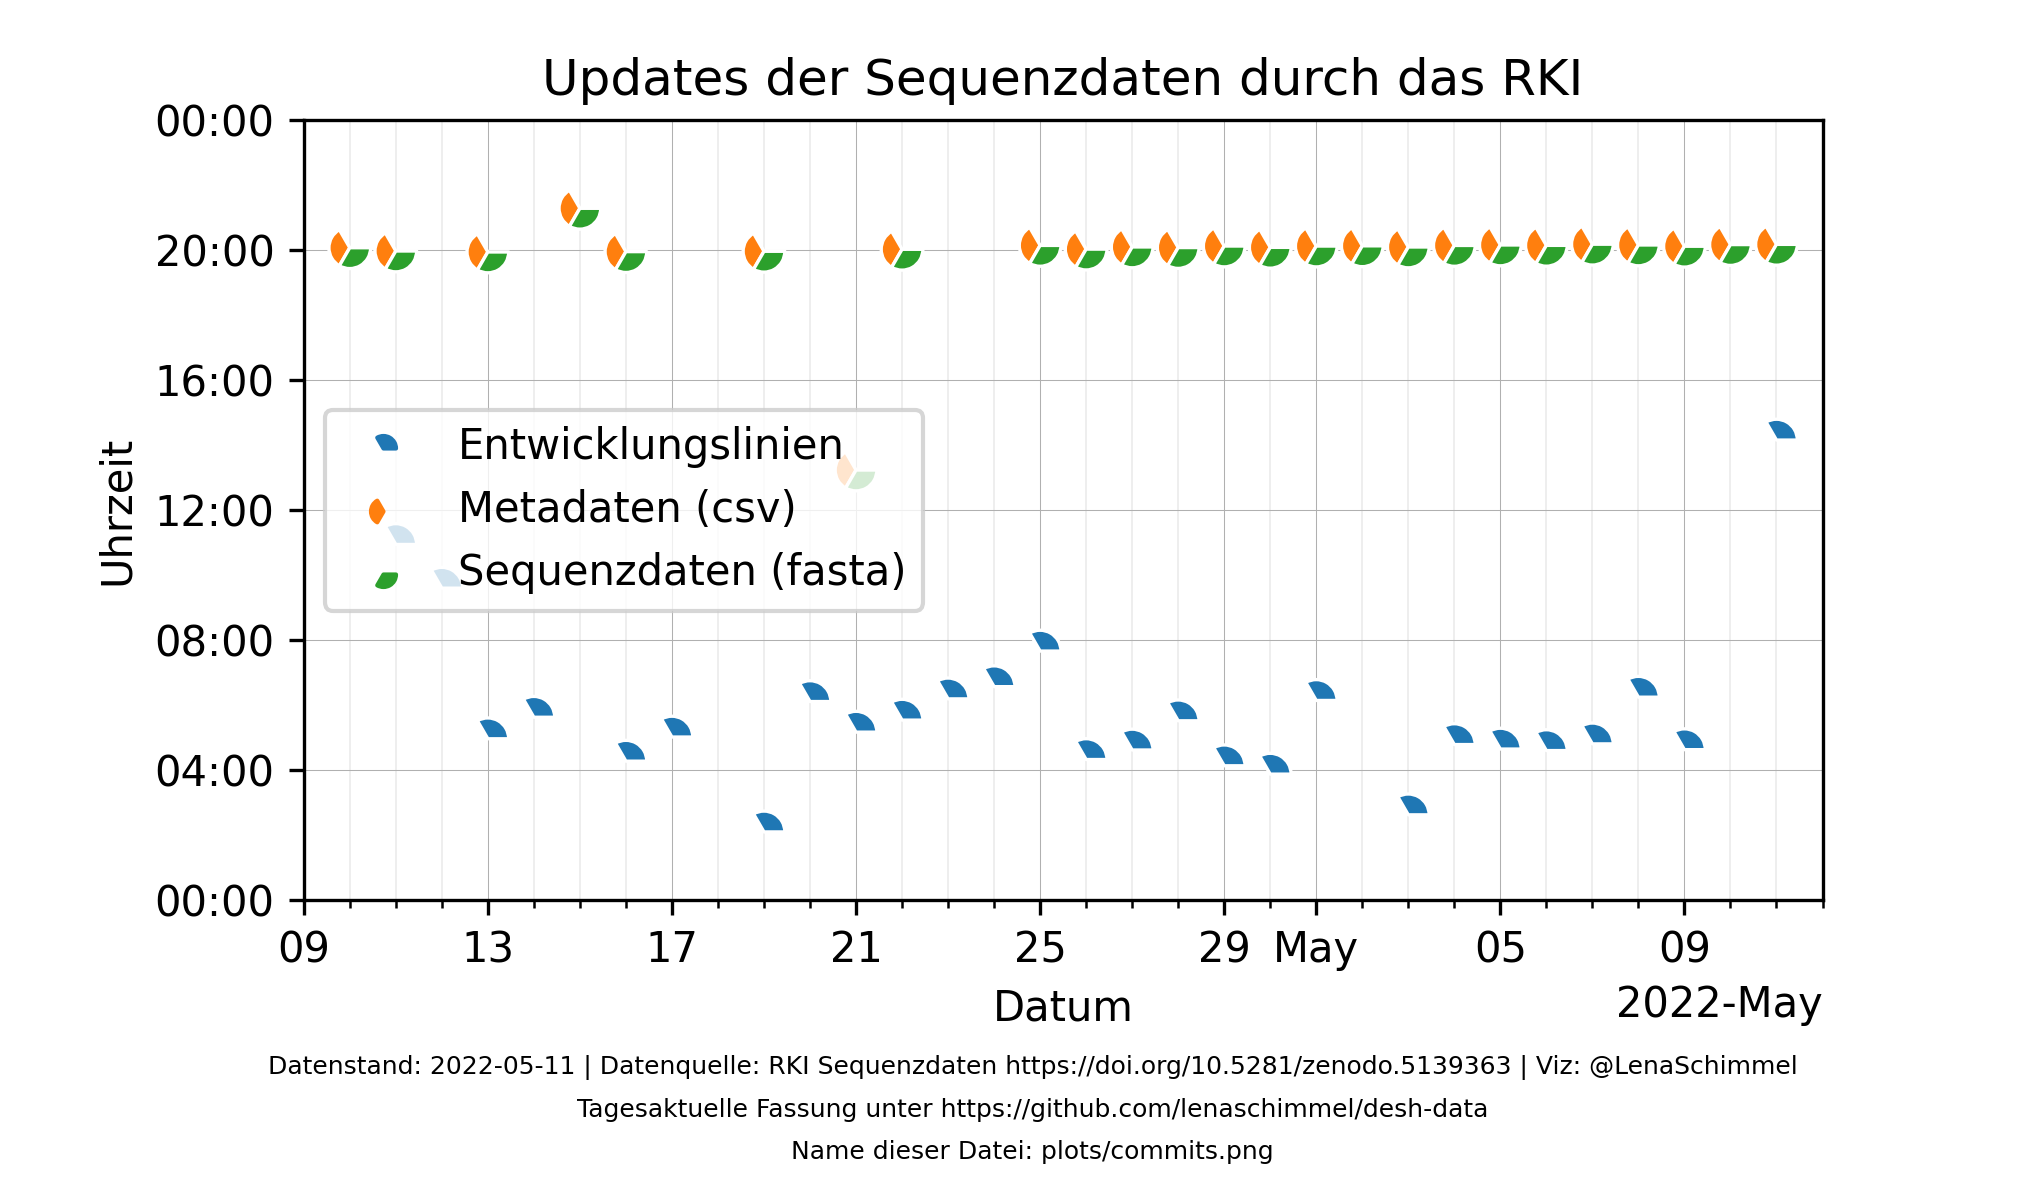 Updates der Sequenzdaten durch das RKI
00:00
20:00
16:00
12:00
08:00
04:00
00:00
Uhrzeit
Entwicklungslinien
Metadaten (csv)
Sequenzdaten (fasta)
09 13 17 21 25 29 May 05 09
Datum
2022-May
Datenstand: 2022-05-11 | Datenquelle: RKI Sequenzdaten https://doi.org/10.5281/zenodo.5139363 | Viz: @LenaSchimmel
Tagesaktuelle Fassung unter https://github.com/lenaschimmel/desh-data
Name dieser Datei: plots/commits.png